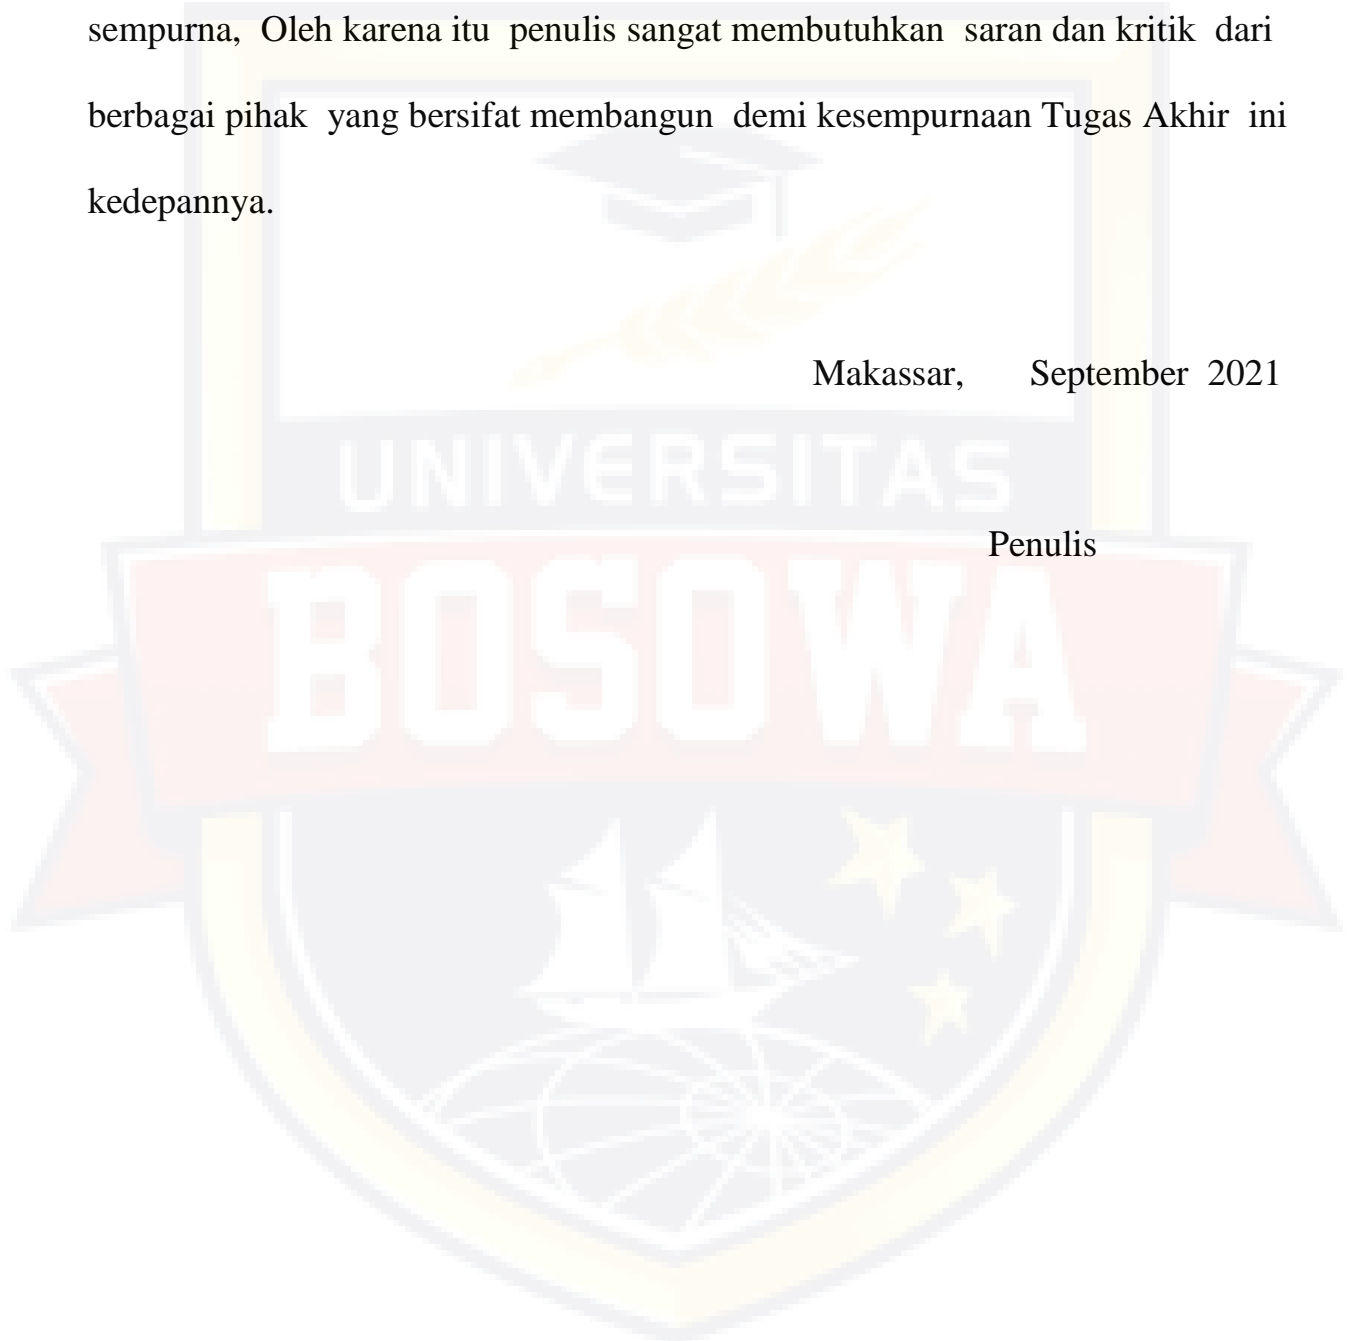 sempurna, Oleh karena itu penulis sangat membutuhkan saran dan kritik dari
berbagai pihak yang bersifat membangun demi kesempurnaan Tugas Akhir ini
kedepannya.
Makassar, September 2021
UNIVERSITAS
Penulis
BOSOWA